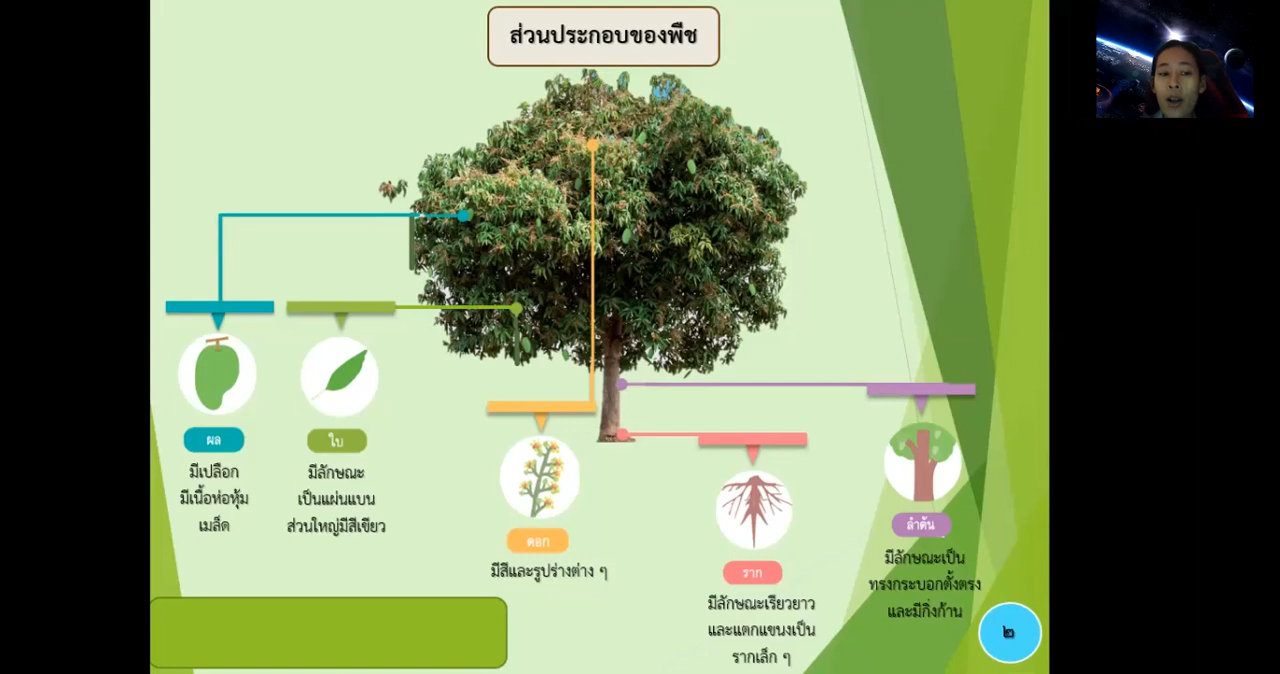 ส่วนประกอบของพืช
ผล
มีเปลือก
มีเนื้อห่อหุ้ม
เมล็ด
ใบ
มีลักษณะ
เป็นแผ่นแบน
ส่วนใหญ่มีสีเขียว
ดอก
มีสีและรูปร่างต่าง ๆ
ราก
มีลักษณะเรียวยาว
และแตกแขนงเป็น
รากเล็ก ๆ
ลำต้น
มีลักษณะเป็น
ทรงกระบอกตั้งตรง
และมีกิ่งก้าน
๒